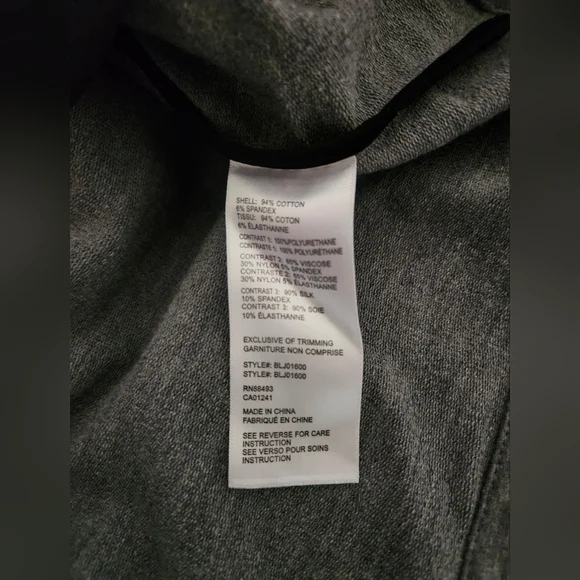 SHELL: 94% COTTON
6% SPANDEX
TISSU: 94% COTON
6% ÉLASTHANNE
CONTRAST 1: 100%POLYURETHANE
CONTRASTE 1: 100% POLYURÉTHANE
CONTRAST 2: 65% VISCOSE
30% NYLON 5% SPANDEX
CONTRASTE 2: 65% VISCOSE
30% NYLON 5% ÉLASTHANNE
CONTRAST 3: 90% SILK
10% SPANDEX
CONTRAST 3: 90% SOIE
10% ÉLASTHANNE
EXCLUSIVE OF TRIMMING
GARNITURE NON COMPRISE
STYLE#: BLJ01600
STYLE#: BLJ01600
RN88493
CA01241
MADE IN CHINA
FABRIQUÉ EN CHINE
SEE REVERSE FOR CARE
INSTRUCTION
SEE VERSO POUR SOINS
INSTRUCTION